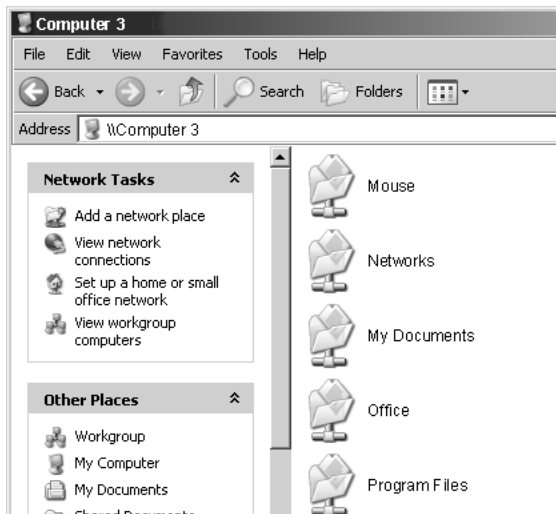 Computer 3
File Edit View Favorites Tools Help
Back Search Folders
Address \\Computer 3
Network Tasks
Add a network place
View network
connections
Set up a home or small
office network
View workgroup
computers
Other Places
Workgroup
My Computer
My Documents
Shared Documents
Mouse
Networks
My Documents
Office
Program Files